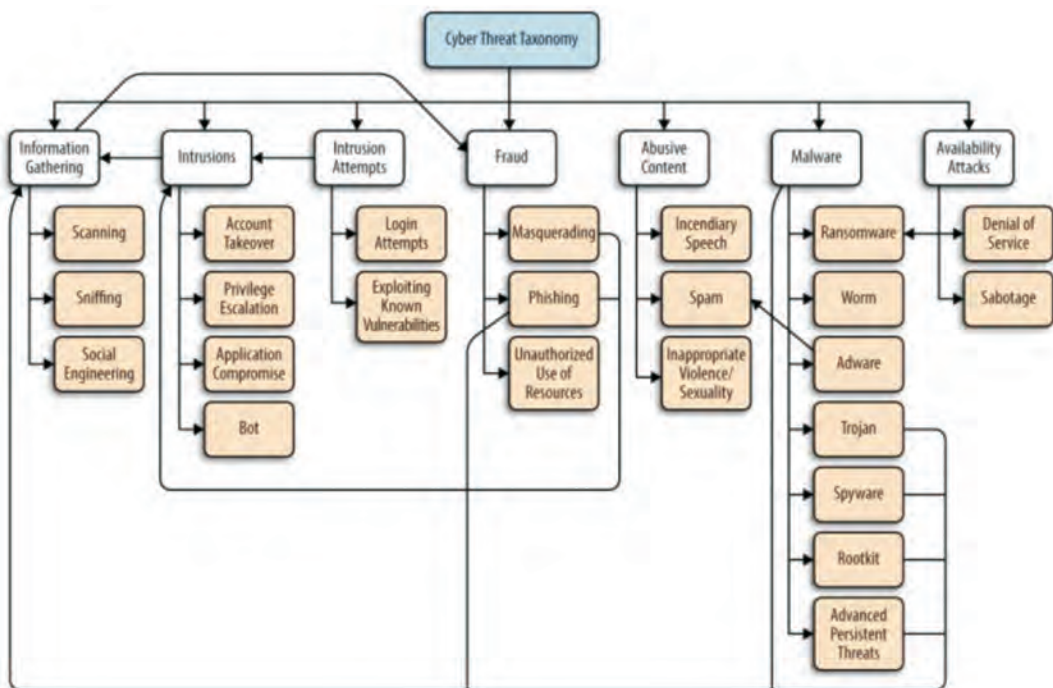 Cyber Threat Taxonomy
Information
Gathering
Intrusions
Intrusion
Attempts
Fraud
Abusive
Content
Malware
Availability
Attacks
Scanning
Sniffing
Social
Engineering
Account
Takeover
Privilege
Escalation
Application
Compromise
Bot
Login
Attempts
Exploiting
Known
Vulnerabilities
Masquerading
Phishing
Unauthorized
Use of
Resources
Incendiary
Speech
Spam
Inappropriate
Violence/
Sexuality
Ransomware
Worm
Adware
Trojan
Spyware
Rootkit
Advanced
Persistent
Threats
Denial of
Service
Sabotage